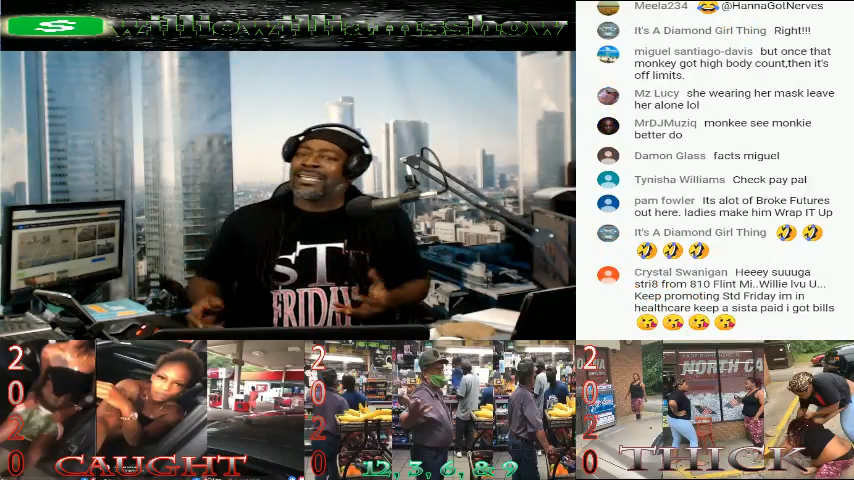 $ williewilliamsshow
Meela234 😂 @HannaGotNerves
It's A Diamond Girl Thing Right!!!
miguel santiago-davis but once that
monkey got high body count,then it's
off limits.
Mz Lucy she wearing her mask leave
her alone lol
MrDJMuziq monkee see monkie
better do
Damon Glass facts miguel
Tynisha Williams Check pay pal
pam fowler Its alot of Broke Futures
out here. ladies make him Wrap IT Up
It's A Diamond Girl Thing 🤣🤣
🤣🤣🤣🤣
Crystal Swanigan Heeey suuuga
stri8 from 810 Flint Mi..Willie lvu U...
Keep promoting Std Friday im in
healthcare keep a sista paid i got bills
😘😘😘😘
STD
FRIDAY
2020
CAUGHT
2020
12, 3, 6, & 9
2020
NORTH CA
THICK